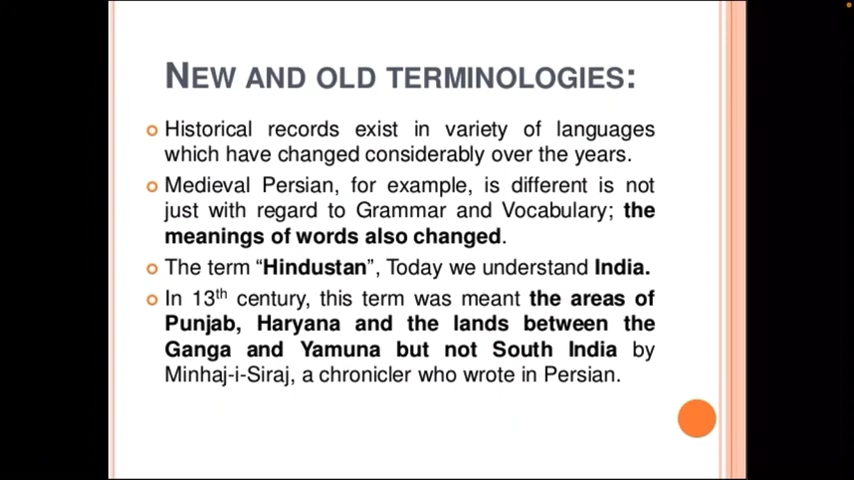 NEW AND OLD TERMINOLOGIES:
Historical records exist in variety of languages
which have changed considerably over the years.
Medieval Persian, for example, is different is not
just with regard to Grammar and Vocabulary; the
meanings of words also changed.
The term “Hindustan”, Today we understand India.
In 13th century, this term was meant the areas of
Punjab, Haryana and the lands between the
Ganga and Yamuna but not South India by
Minhaj-i-Siraj, a chronicler who wrote in Persian.